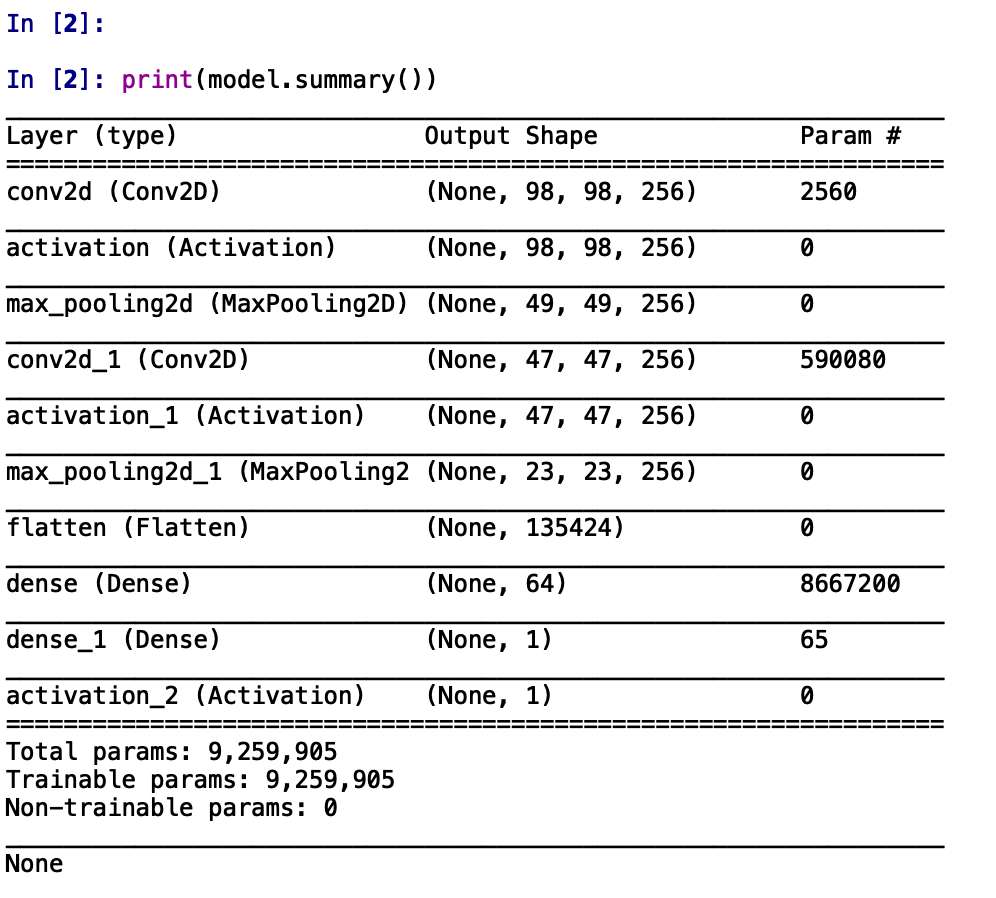 In [2]:
In [2]: print(model.summary())
Layer (type) Output Shape Param #
=================================================================
conv2d (Conv2D) (None, 98, 98, 256) 2560
activation (Activation) (None, 98, 98, 256) 0
max_pooling2d (MaxPooling2D) (None, 49, 49, 256) 0
conv2d_1 (Conv2D) (None, 47, 47, 256) 590080
activation_1 (Activation) (None, 47, 47, 256) 0
max_pooling2d_1 (MaxPooling2 (None, 23, 23, 256) 0
flatten (Flatten) (None, 135424) 0
dense (Dense) (None, 64) 8667200
dense_1 (Dense) (None, 1) 65
activation_2 (Activation) (None, 1) 0
=================================================================
Total params: 9,259,905
Trainable params: 9,259,905
Non-trainable params: 0
None